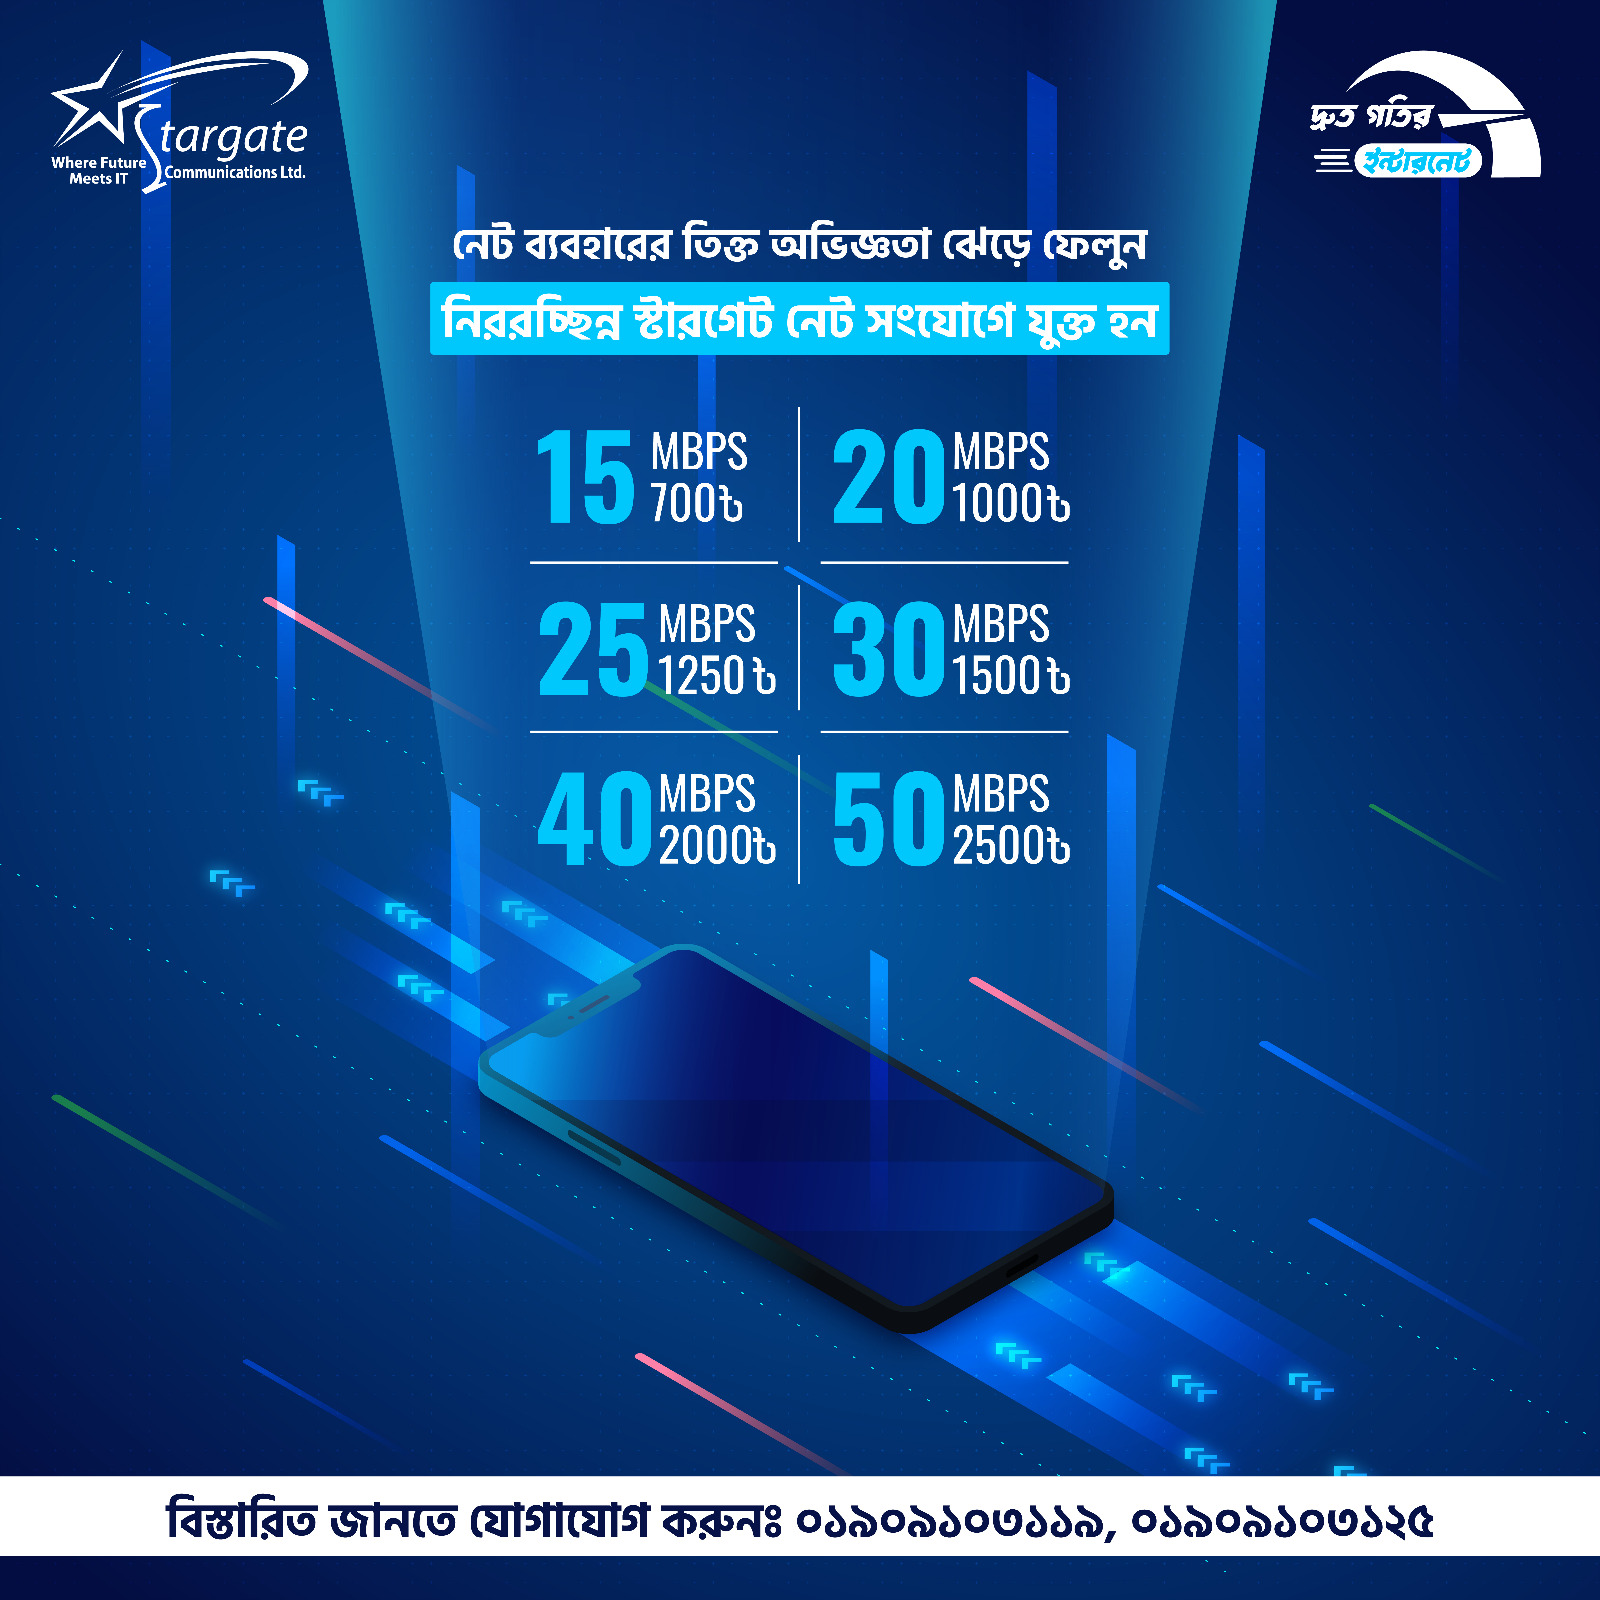 Stargate
Where Future
Meets IT
Communications Ltd.
দ্রুত গতির
ইন্টারনেট
নেট ব্যবহারের তিক্ত অভিজ্ঞতা ঝেড়ে ফেলুন
নিররচ্ছিন্ন স্টারগেট নেট সংযোগে যুক্ত হন
15 MBPS
700৳
20 MBPS
1000৳
25 MBPS
1250৳
30 MBPS
1500৳
40 MBPS
2000৳
50 MBPS
2500৳
বিস্তারিত জানতে যোগাযোগ করুনঃ ০১৯০৯১০৩১১৯, ০১৯০৯১০৩১২৫